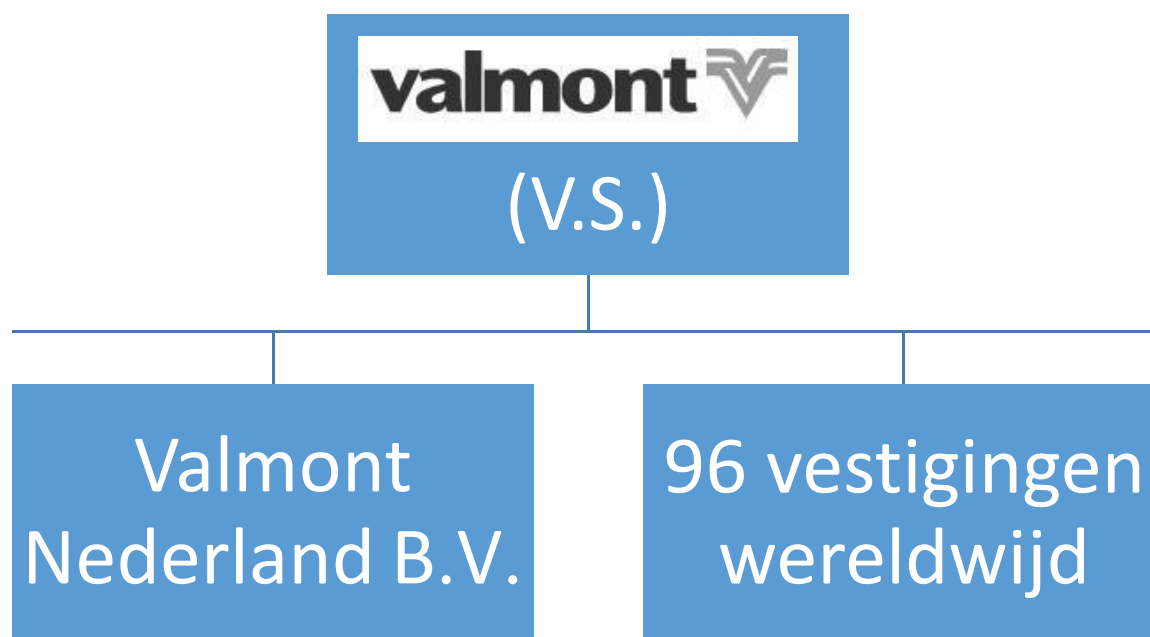 valmont
(V.S.)
Valmont
Nederland B.V.
96 vestigingen
wereldwijd